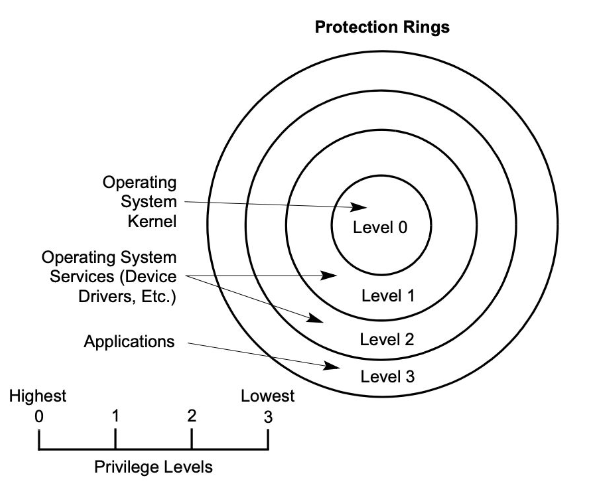 Protection Rings
Operating
System
Kernel
Level 0
Operating System
Services (Device
Drivers, Etc.)
Level 1
Level 2
Applications
Level 3
Highest
Lowest
0
1
2
3
Privilege Levels